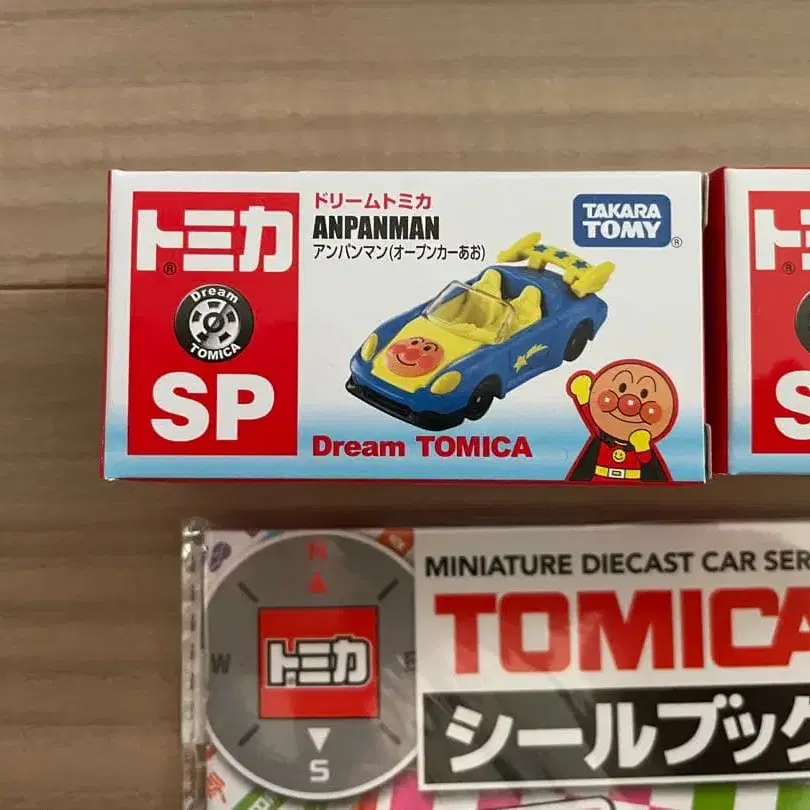 トミカ
®
Dream
TOMICA
SP
ドリームトミカ
ANPANMAN
アンパンマン(オープンカーあお)
TAKARA
TOMY
®
Dream TOMICA
N
W
トミカ
S
MINIATURE DIECAST CAR
TOMICA
シールブック